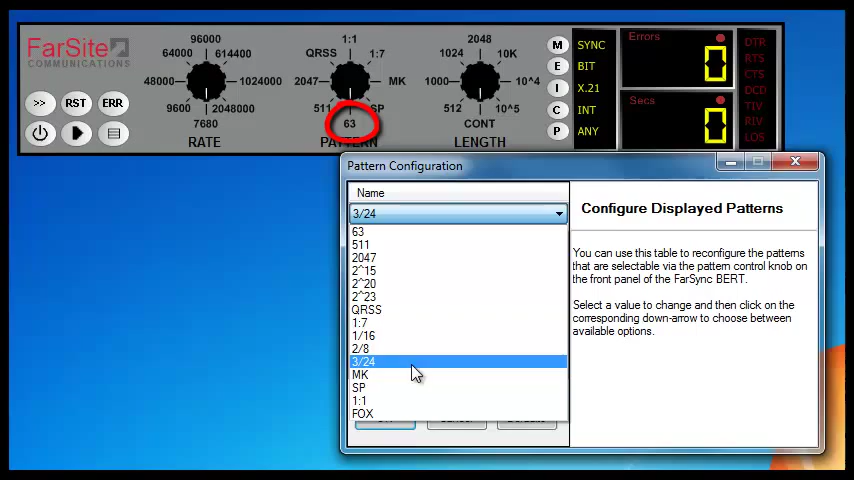 FarSite
COMMUNICATIONS
>>
RST
ERR
96000
64000
614400
48000
1024000
9600
2048000
7680
RATE
1:1
QRSS
1:7
2047
MK
511
SP
63
PATTERN
2048
1024
10K
1000
10^4
512
10^5
CONT
LENGTH
M
SYNC
E
BIT
I
X.21
C
INT
P
ANY
Errors
0
Secs
0
DTR
RTS
CTS
DCD
TIV
RIV
LOS
Pattern Configuration
Name
3/24
63
511
2047
2^15
2^20
2^23
QRSS
1:7
1/16
2/8
3/24
MK
SP
1:1
FOX
Configure Displayed Patterns
You can use this table to reconfigure the patterns
that are selectable via the pattern control knob on
the front panel of the FarSync BERT.
Select a value to change and then click on the
corresponding down-arrow to choose between
available options.